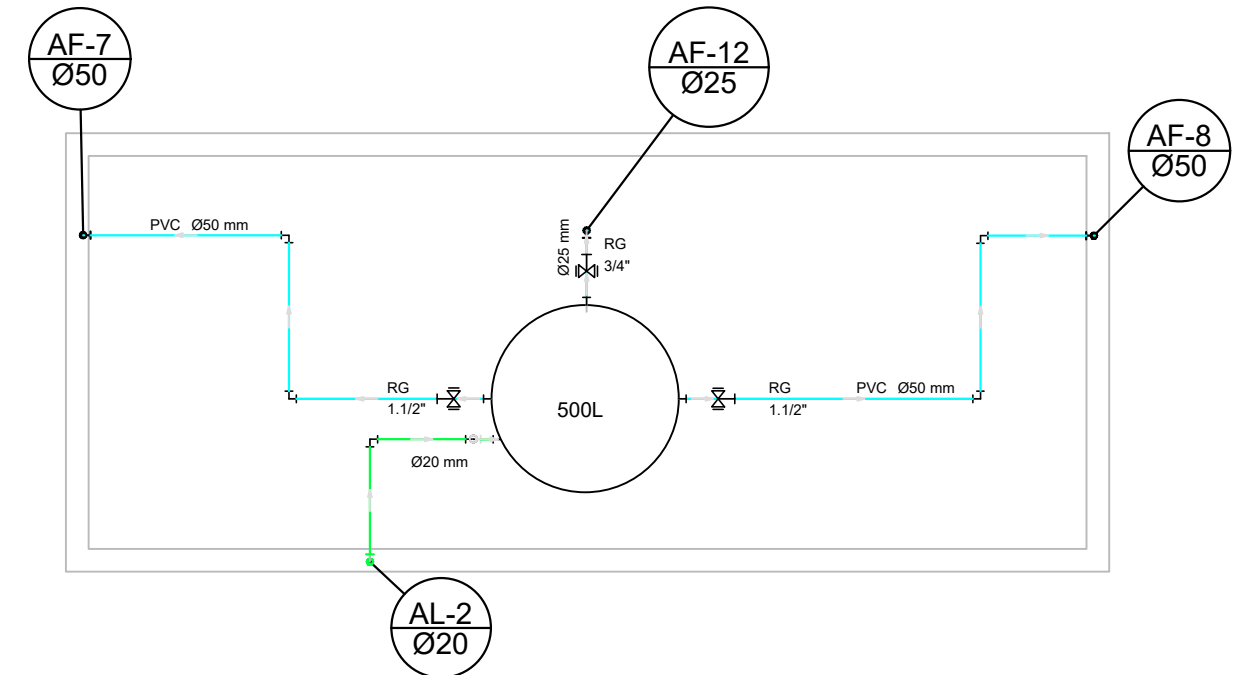 AF-7
Ø50
AF-12
Ø25
AF-8
Ø50
PVC Ø50 mm
Ø25 mm
RG
3/4"
RG
1.1/2"
RG
1.1/2"
PVC Ø50 mm
500L
Ø20 mm
AL-2
Ø20